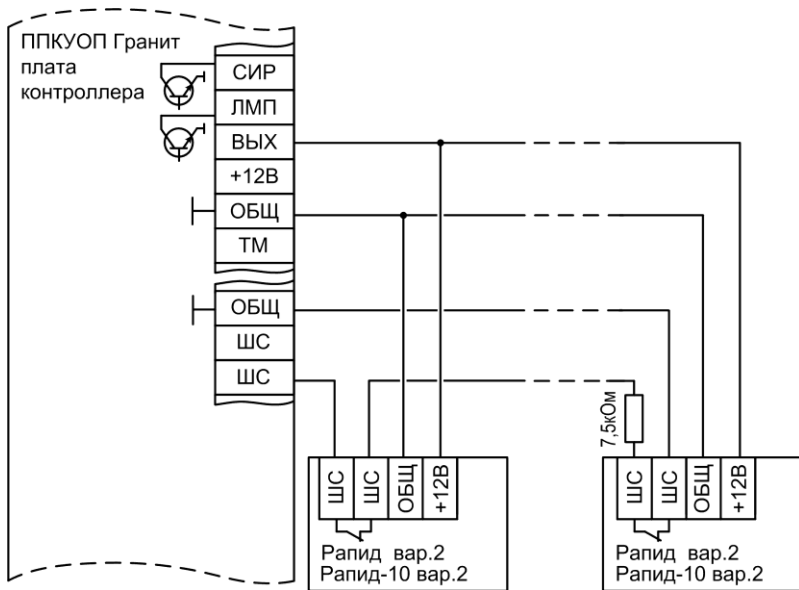 ППКУОП Гранит
плата
контроллера
СИР
ЛМП
ВЫХ
+12В
ОБЩ
ТМ
ОБЩ
ШС
ШС
7,5кОм
ШС
ШС
ОБЩ
+12В
Рапид вар.2
Рапид-10 вар.2
ШС
ШС
ОБЩ
+12В
Рапид вар.2
Рапид-10 вар.2